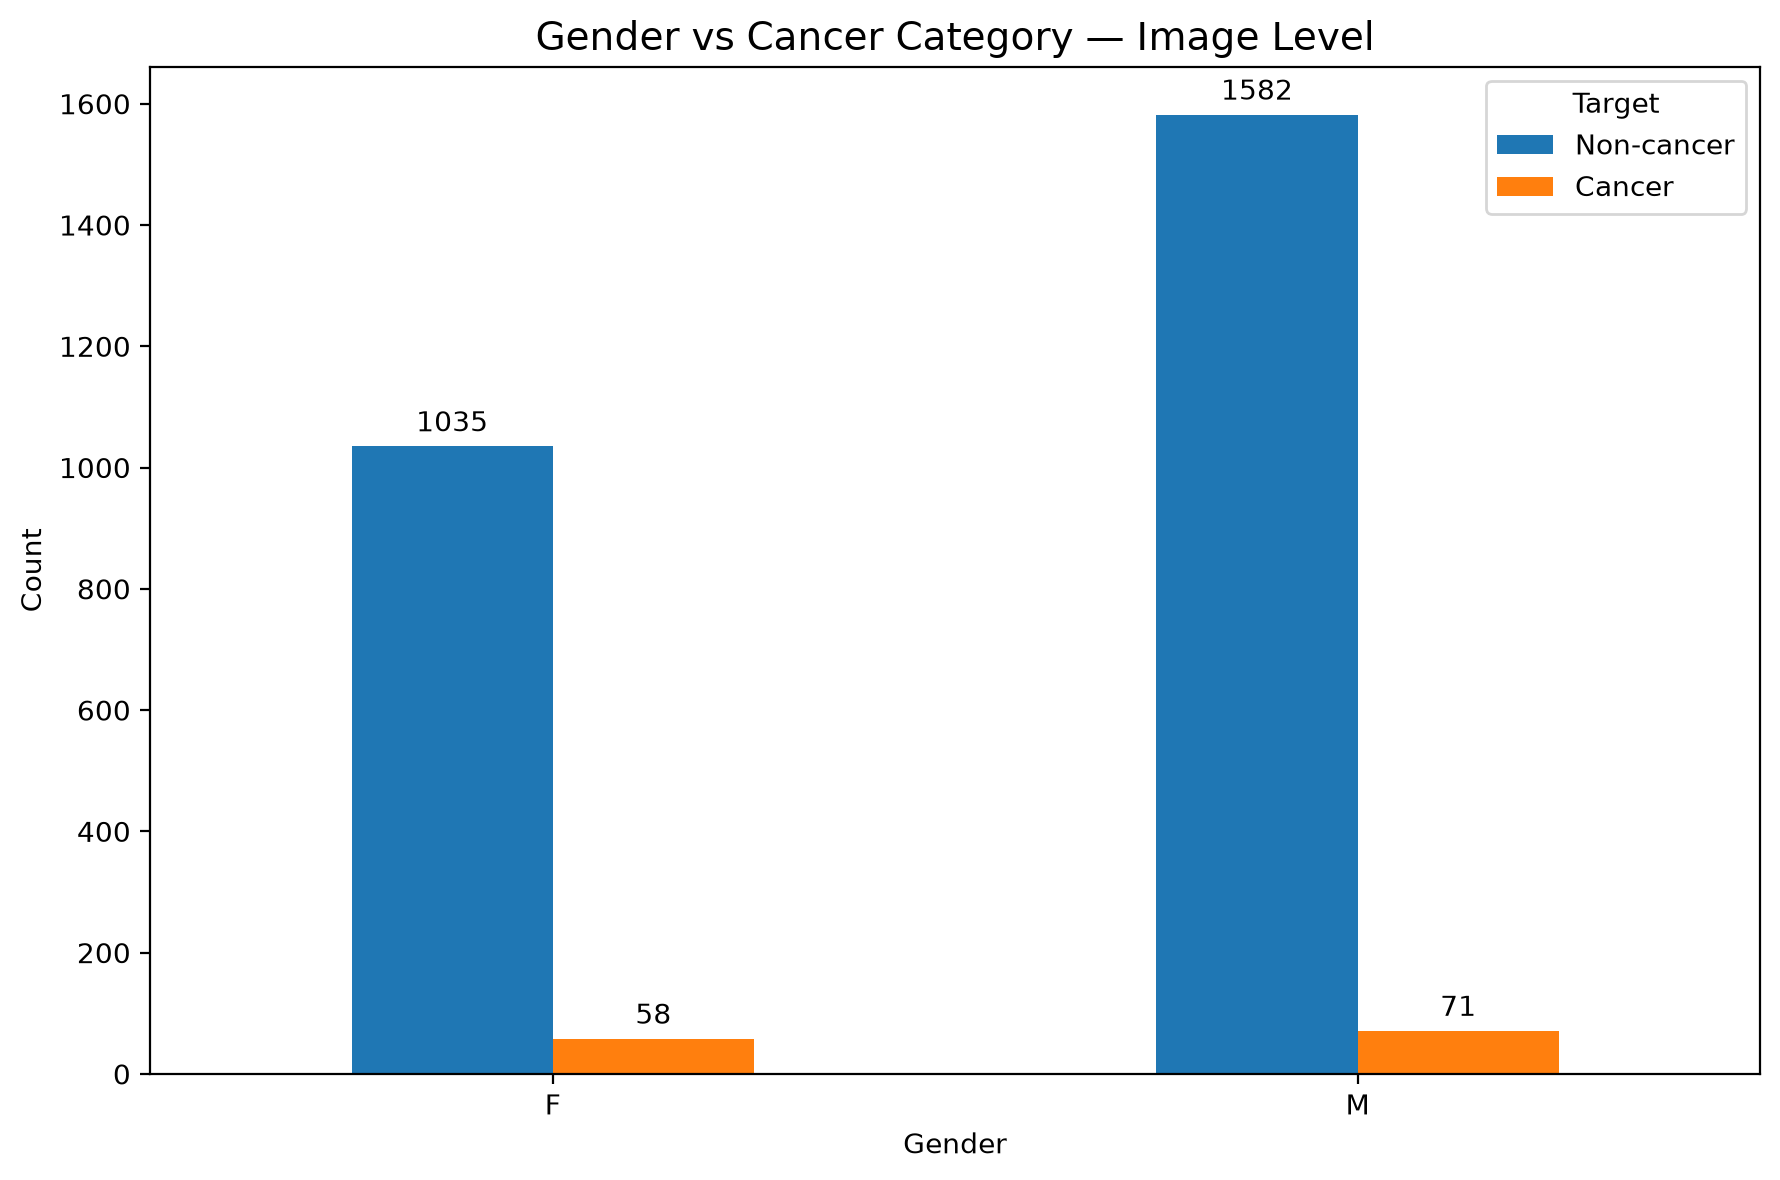 Gender vs Cancer Category — Image Level
1600
1400
1200
1000
800
600
400
200
0
Count
1035
58
1582
71
Target
Non-cancer
Cancer
F
M
Gender